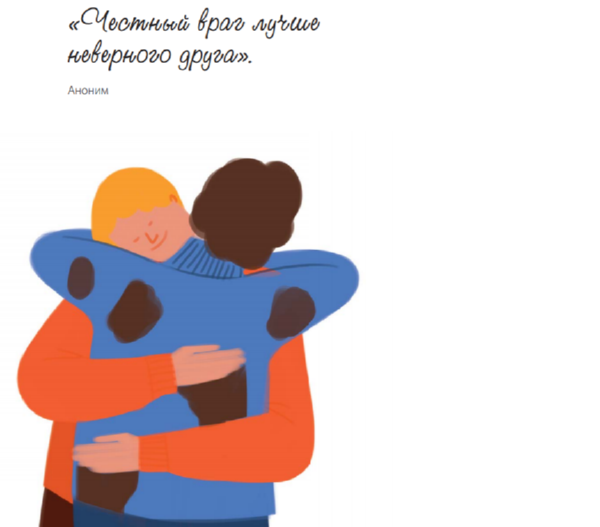 «Честный враг лучше
неверного друга».
Аноним